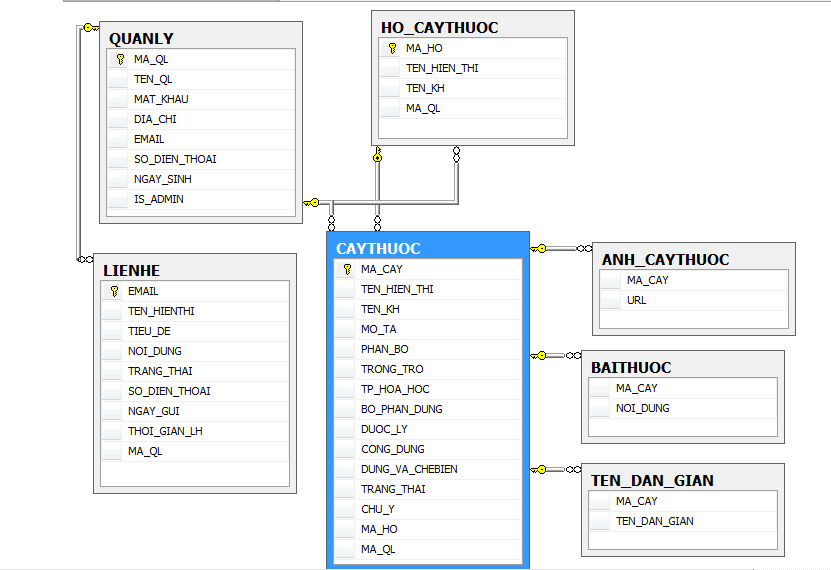 QUANLY
MA_QL
TEN_QL
MAT_KHAU
DIA_CHI
EMAIL
SO_DIEN_THOAI
NGAY_SINH
IS_ADMIN
HO_CAYTHUOC
MA_HO
TEN_HIEN_THI
TEN_KH
MA_QL
LIENHE
EMAIL
TEN_HIENTHI
TIEU_DE
NOI_DUNG
TRANG_THAI
SO_DIEN_THOAI
NGAY_GUI
THOI_GIAN_LH
MA_QL
CAYTHUOC
MA_CAY
TEN_HIEN_THI
TEN_KH
MO_TA
PHAN_BO
TRONG_TRO
TP_HOA_HOC
BO_PHAN_DUNG
DUOC_LY
CONG_DUNG
DUNG_VA_CHEBIEN
TRANG_THAI
CHU_Y
MA_HO
MA_QL
ANH_CAYTHUOC
MA_CAY
URL
BAITHUOC
MA_CAY
NOI_DUNG
TEN_DAN_GIAN
MA_CAY
TEN_DAN_GIAN